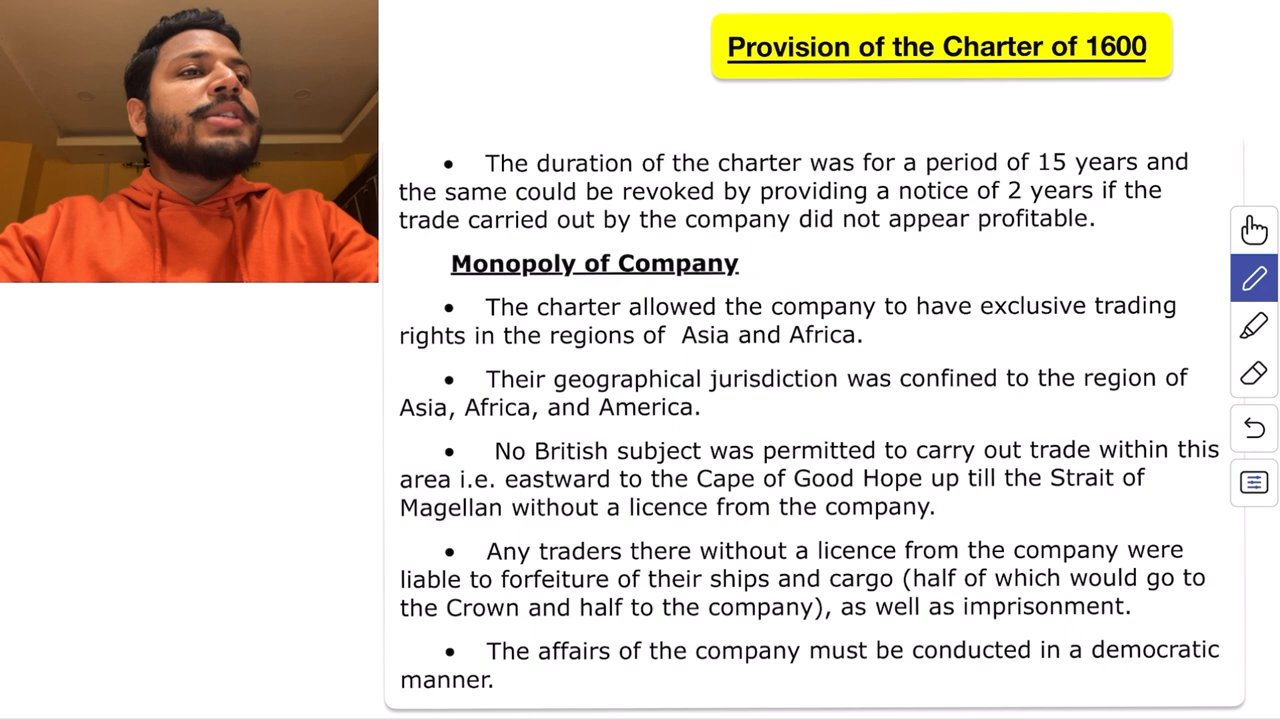 Provision of the Charter of 1600
• The duration of the charter was for a period of 15 years and
the same could be revoked by providing a notice of 2 years if the
trade carried out by the company did not appear profitable.
Monopoly of Company
• The charter allowed the company to have exclusive trading
rights in the regions of Asia and Africa.
• Their geographical jurisdiction was confined to the region of
Asia, Africa, and America.
• No British subject was permitted to carry out trade within this
area i.e. eastward to the Cape of Good Hope up till the Strait of
Magellan without a licence from the company.
• Any traders there without a licence from the company were
liable to forfeiture of their ships and cargo (half of which would go to
the Crown and half to the company), as well as imprisonment.
• The affairs of the company must be conducted in a democratic
manner.